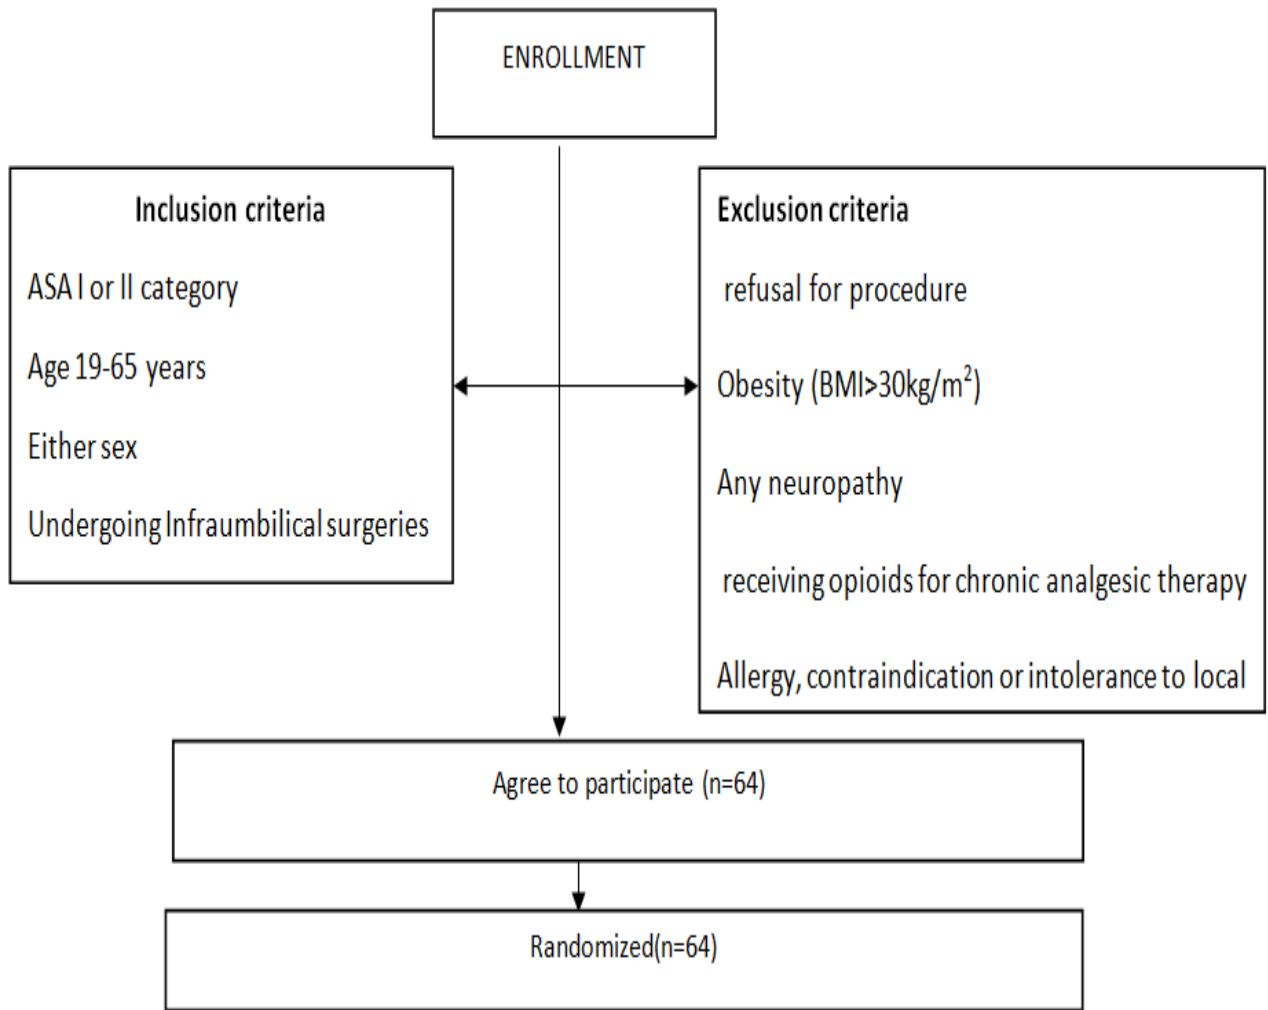 ENROLLMENT
Inclusion criteria
ASA I or II category
Age 19-65 years
Either sex
Undergoing Infraumbilical surgeries
Exclusion criteria
refusal for procedure
Obesity (BMI>30kg/m²)
Any neuropathy
receiving opioids for chronic analgesic therapy
Allergy, contraindication or intolerance to local
Agree to participate (n=64)
Randomized(n=64)